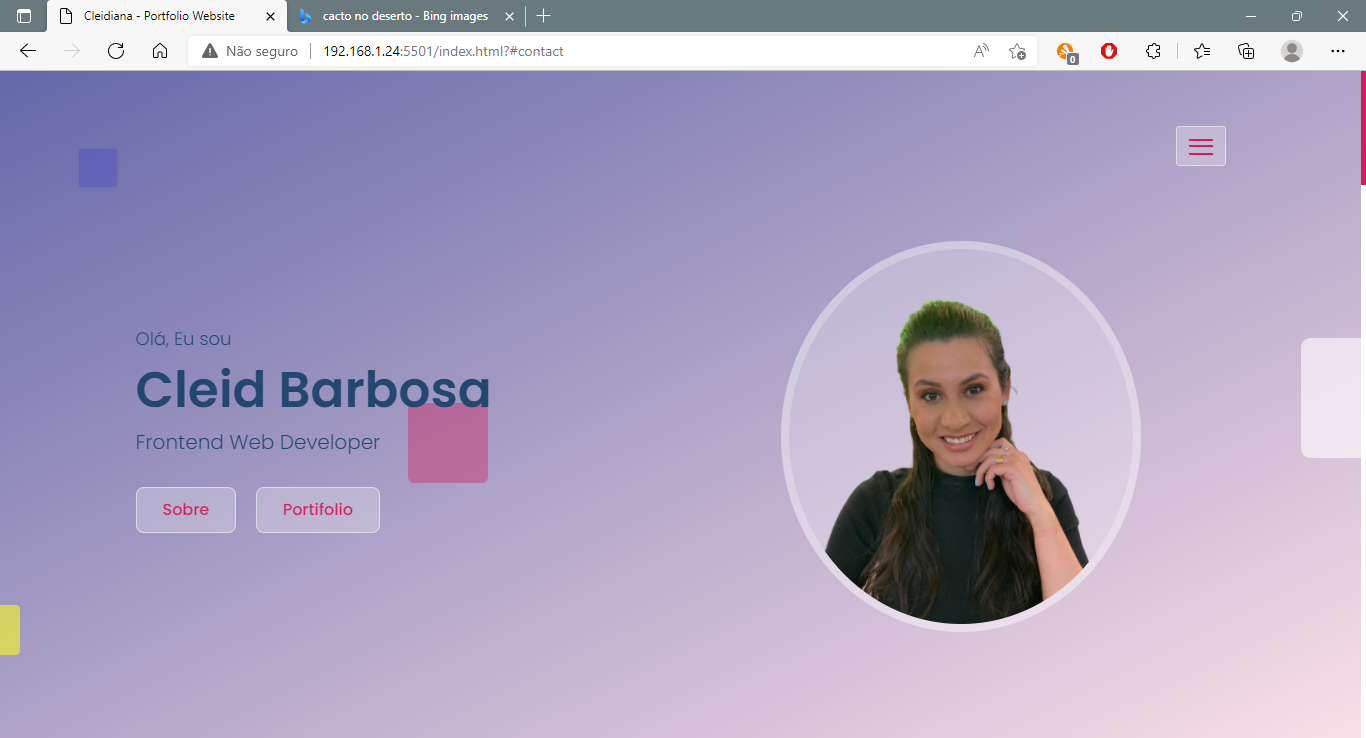 Cleidiana - Portfolio Website
cacto no deserto - Bing images
Não seguro
192.168.1.24:5501/index.html?#contact
0
Olá, Eu sou
Cleid Barbosa
Frontend Web Developer
Sobre
Portifolio